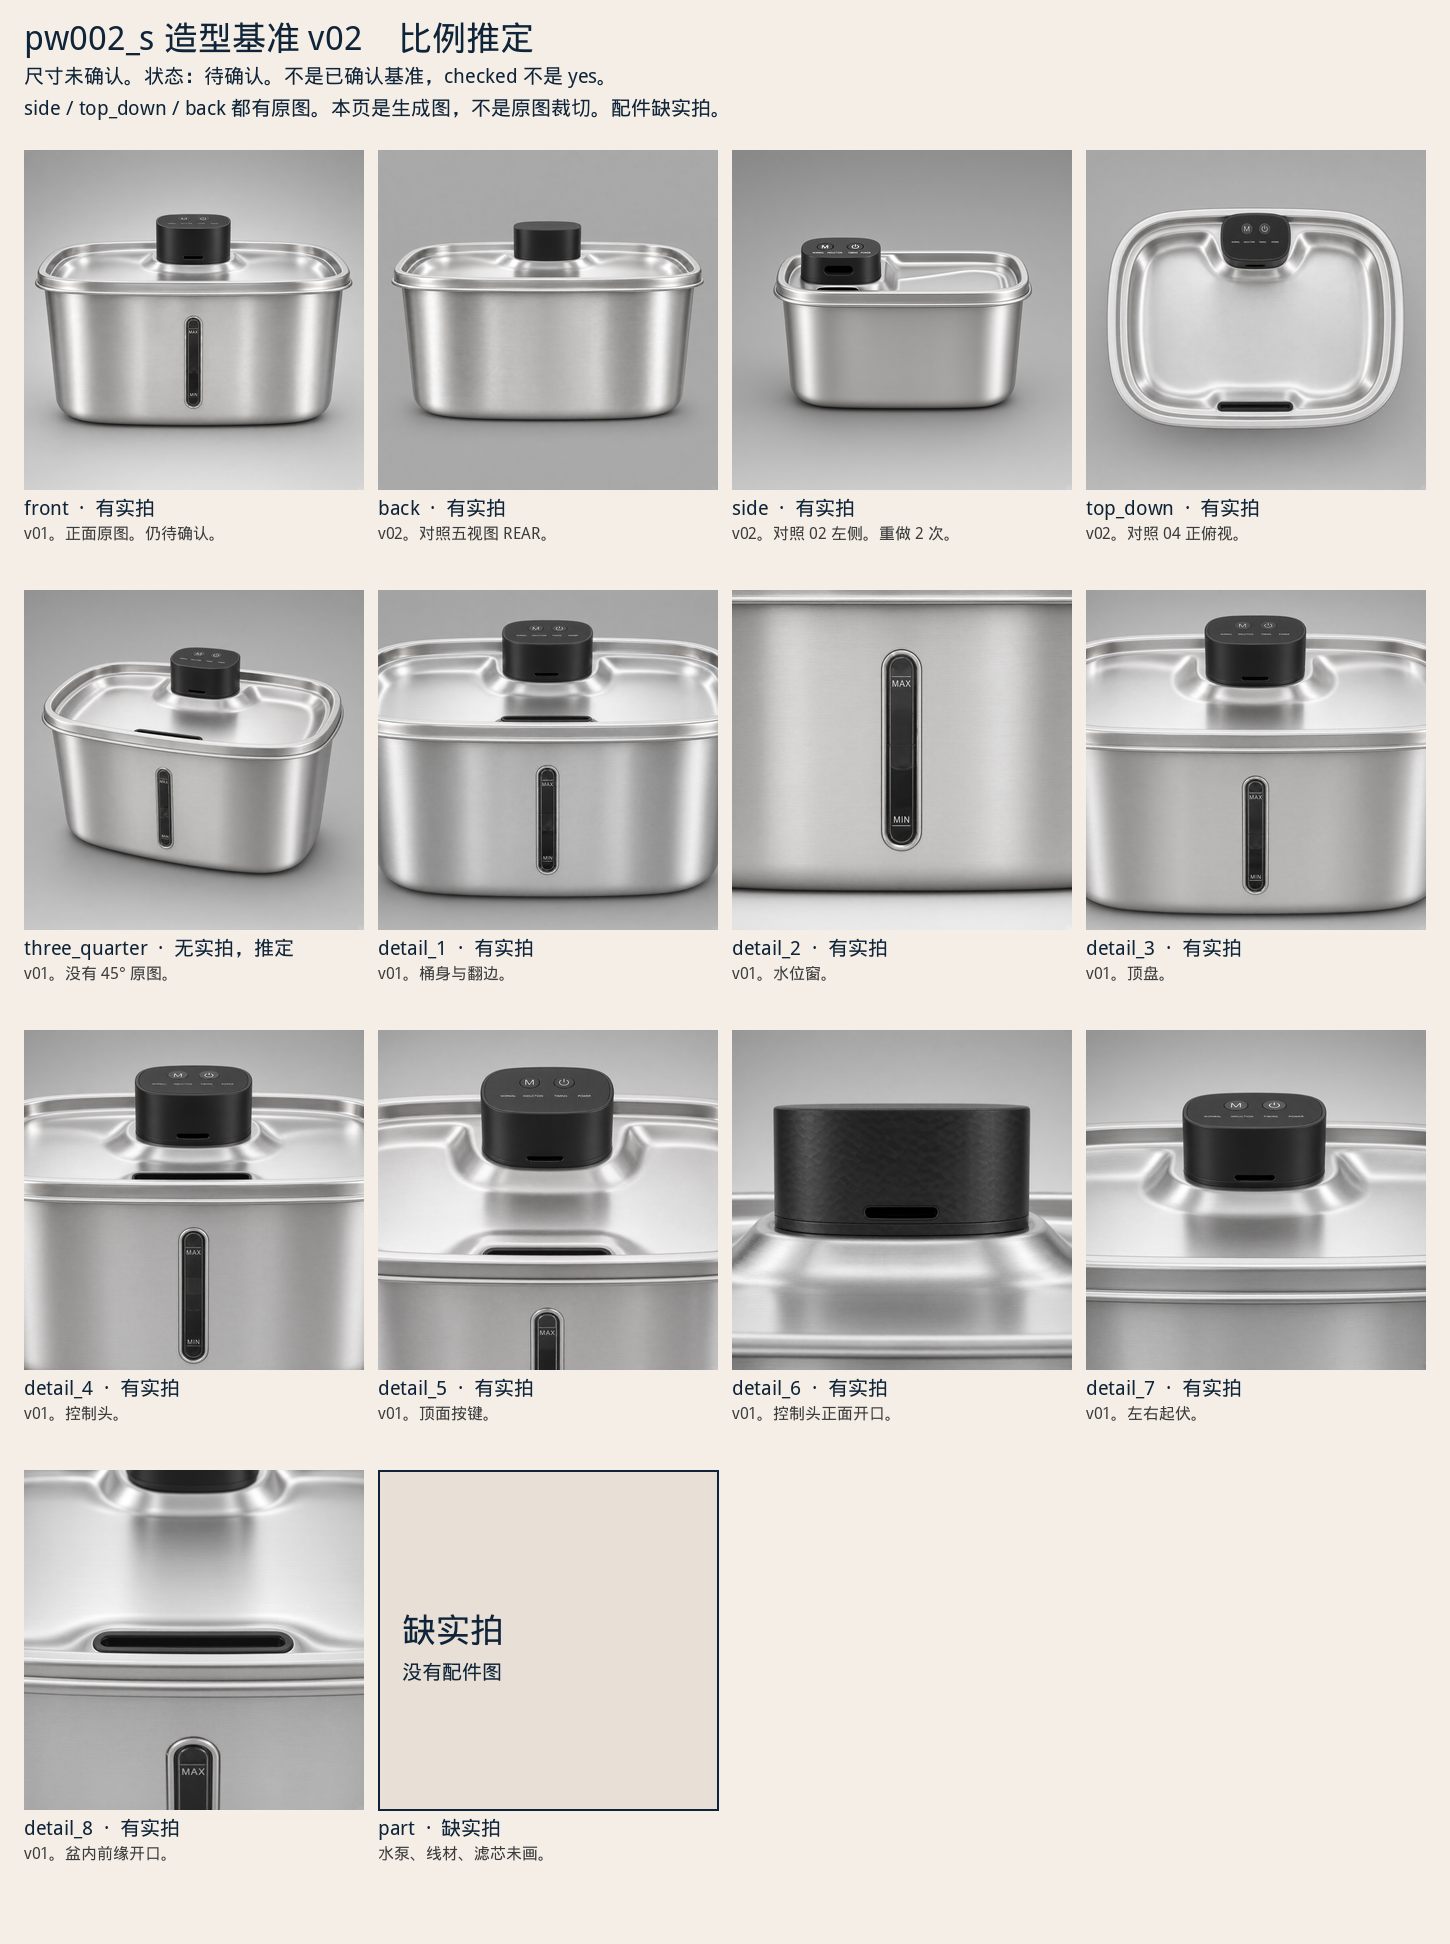 pw002_s 造型基准 v02 比例推定
尺寸未确认。状态：待确认。不是已确认基准，checked 不是 yes。
side / top_down / back 都有原图。本页是生成图，不是原图裁切。配件缺实拍。
M
MAX
MIN
M
M
front · 有实拍
v01。正面原图。仍待确认。
back · 有实拍
v02。对照五视图 REAR。
side · 有实拍
v02。对照 02 左侧。重做 2 次。
top_down · 有实拍
v02。对照 04 正俯视。
M
MAX
MIN
M
MAX
MIN
MAX
MIN
M
MAX
MIN
three_quarter · 无实拍，推定
v01。没有 45° 原图。
detail_1 · 有实拍
v01。桶身与翻边。
detail_2 · 有实拍
v01。水位窗。
detail_3 · 有实拍
v01。顶盘。
M
MAX
MIN
M
MAX
M
detail_4 · 有实拍
v01。控制头。
detail_5 · 有实拍
v01。顶面按键。
detail_6 · 有实拍
v01。控制头正面开口。
detail_7 · 有实拍
v01。左右起伏。
MAX
缺实拍
没有配件图
detail_8 · 有实拍
v01。盆内前缘开口。
part · 缺实拍
水泵、线材、滤芯未画。